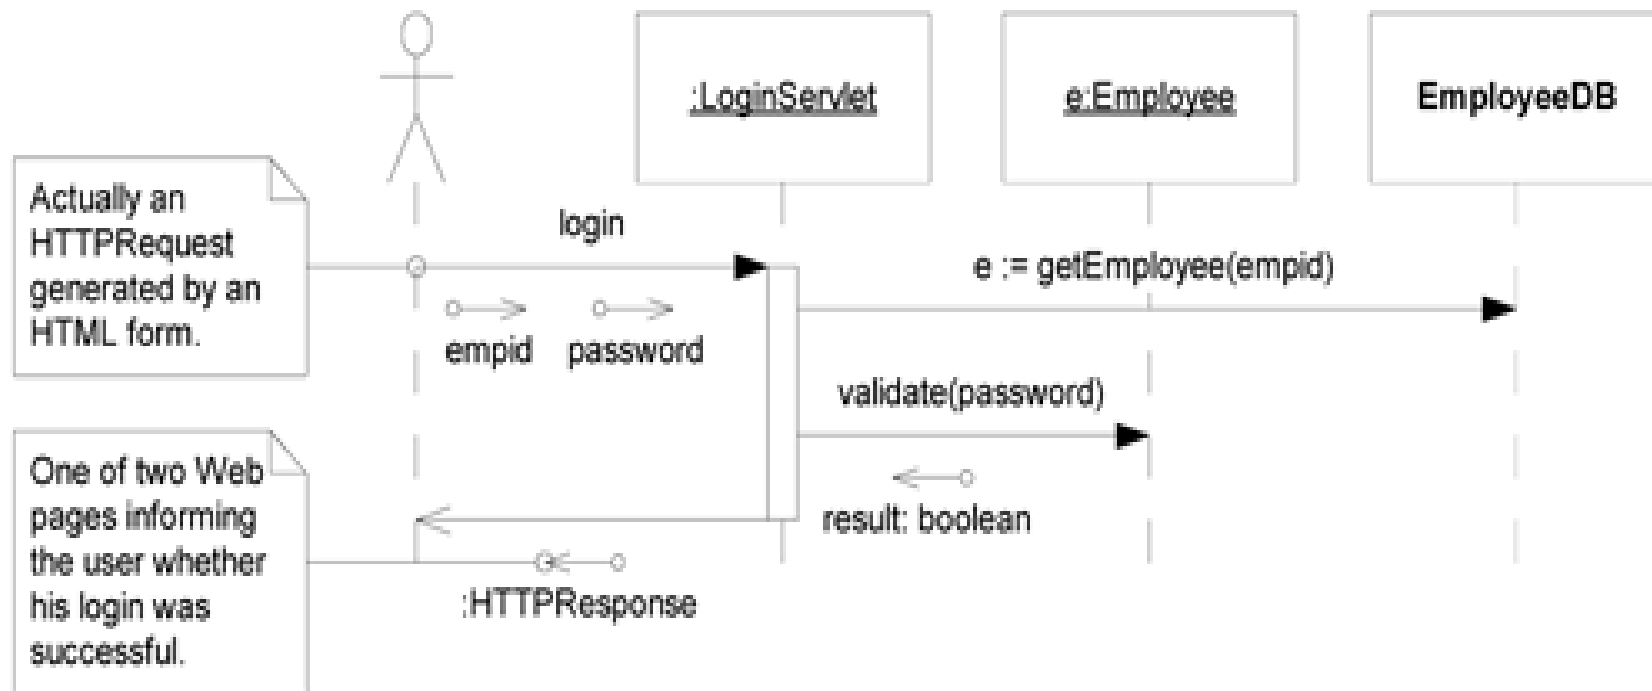 :LoginServlet
e:Employee
EmployeeDB
Actually an
HTTPRequest
generated by an
HTML form.
login
e := getEmployee(empid)
empid
password
validate(password)
One of two Web
pages informing
the user whether
his login was
successful.
result: boolean
:HTTPResponse